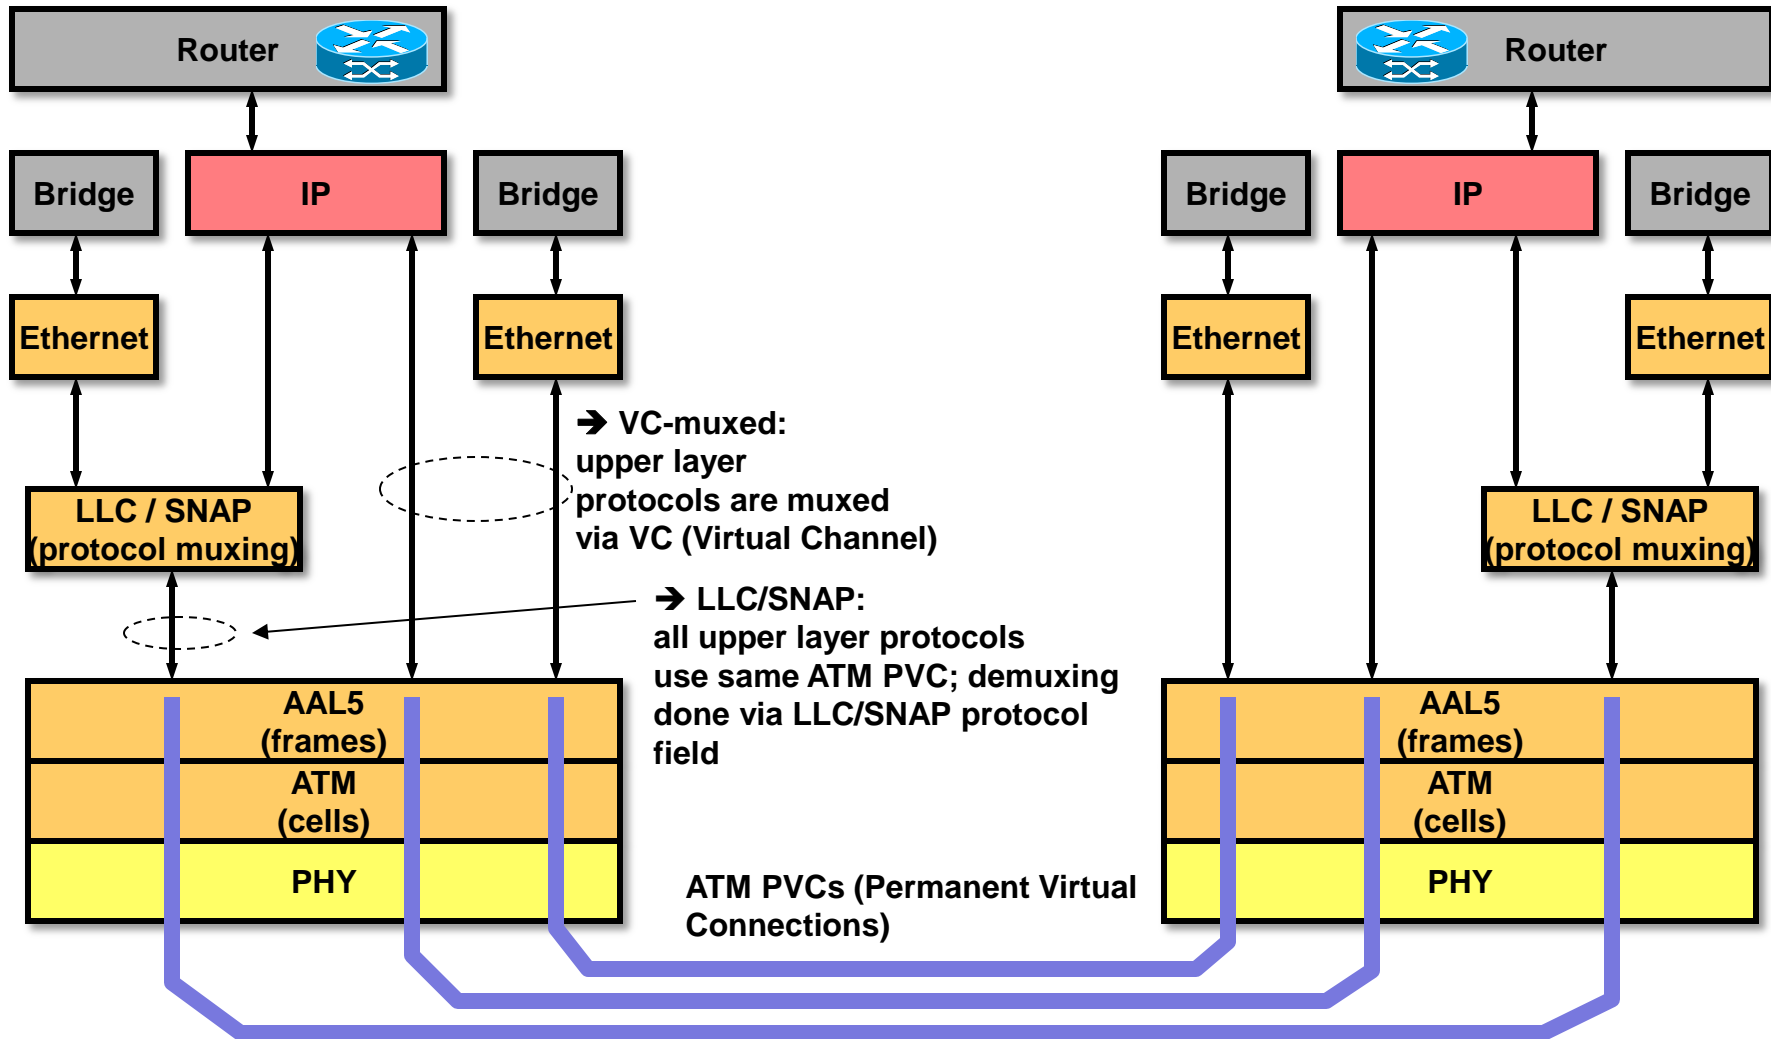 Router
Router
Bridge
IP
Bridge
Bridge
IP
Bridge
Ethernet
Ethernet
Ethernet
Ethernet
➔ VC-muxed:
upper layer
protocols are muxed
via VC (Virtual Channel)
LLC / SNAP
(protocol muxing)
LLC / SNAP
(protocol muxing)
➔ LLC/SNAP:
all upper layer protocols
use same ATM PVC; demuxing
done via LLC/SNAP protocol
field
AAL5
(frames)
ATM
(cells)
PHY
AAL5
(frames)
ATM
(cells)
PHY
ATM PVCs (Permanent Virtual
Connections)